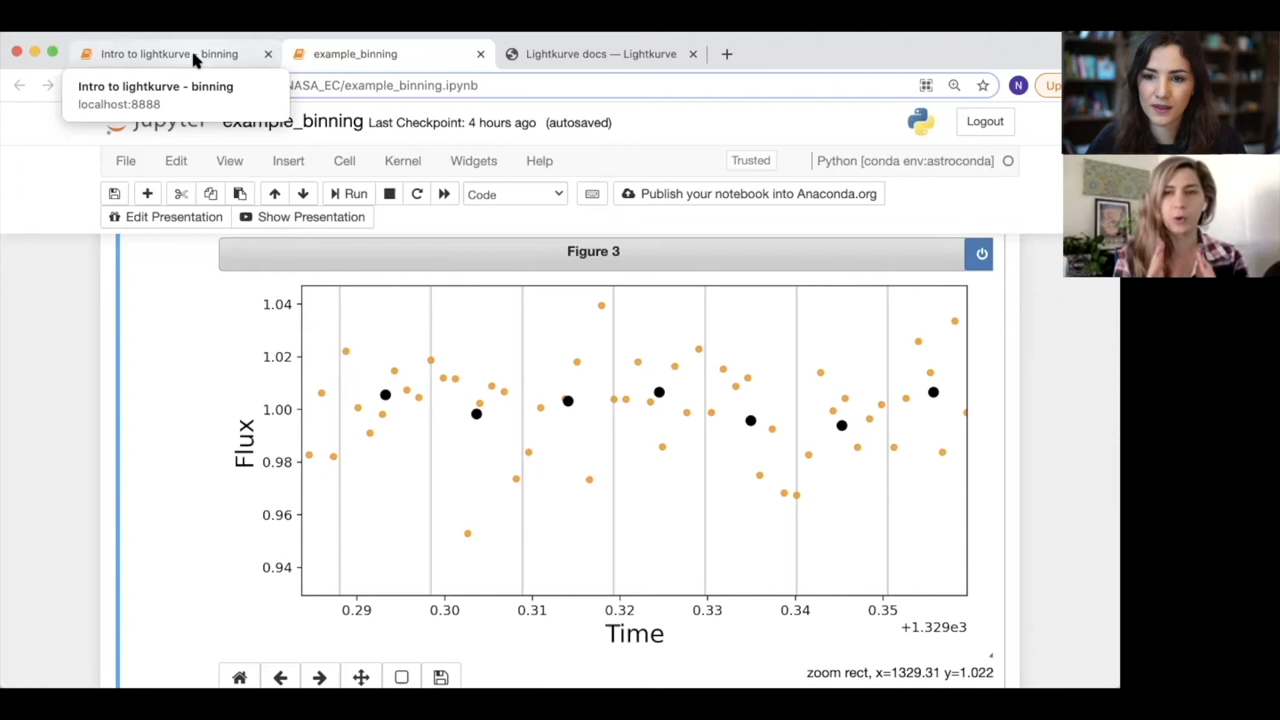 Intro to lightkurve - binning
example_binning
Lightkurve docs — Lightkurve
Intro to lightkurve - binning
localhost:8888
NASA_EC/example_binning.ipynb
N
Up
jupyter example_binning Last Checkpoint: 4 hours ago (autosaved)
Logout
File Edit View Insert Cell Kernel Widgets Help
Trusted
Python [conda env:astroconda]
Run
Code
Publish your notebook into Anaconda.org
Edit Presentation
Show Presentation
Figure 3
1.04
1.02
1.00
0.98
0.96
0.94
Flux
0.29 0.30 0.31 0.32 0.33 0.34 0.35
+1.329e3
Time
zoom rect, x=1329.31 y=1.022